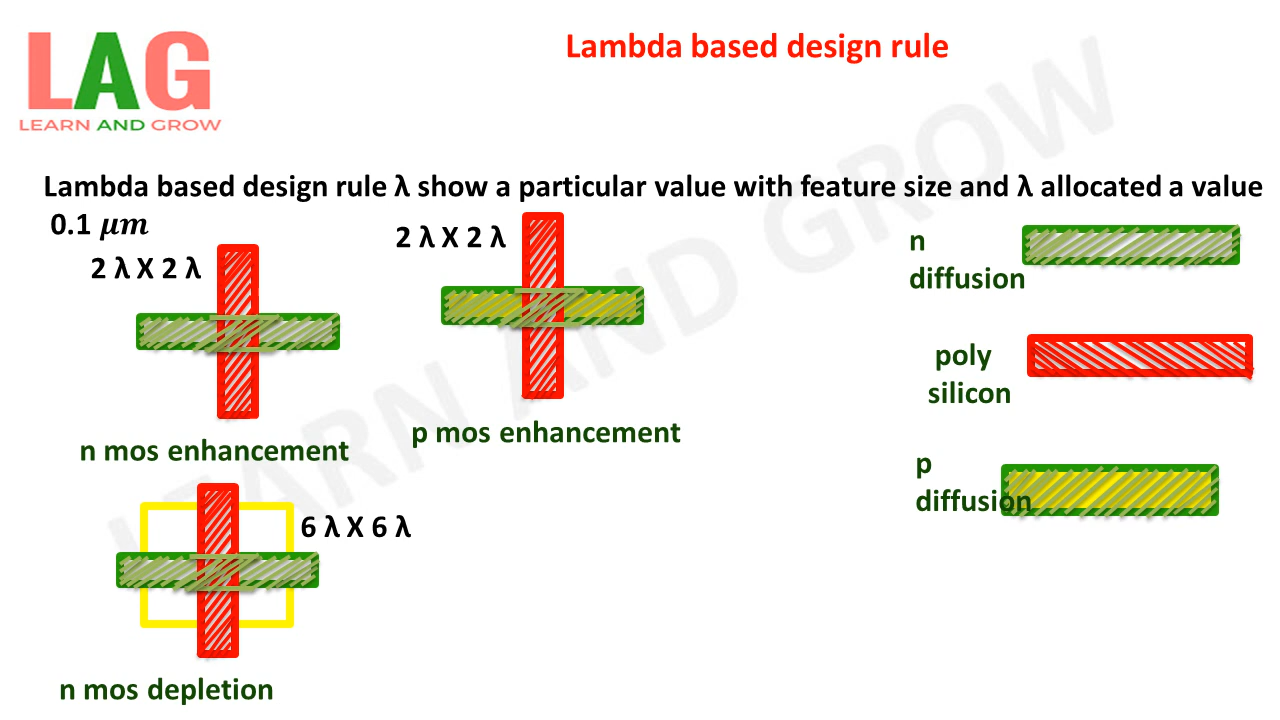 LAG
LEARN AND GROW
Lambda based design rule
LEARN AND GROW
Lambda based design rule λ show a particular value with feature size and λ allocated a value
0.1 μm
2 λ X 2 λ
2 λ X 2 λ
n
diffusion
poly
silicon
n mos enhancement
p mos enhancement
p
diffusion
6 λ X 6 λ
n mos depletion